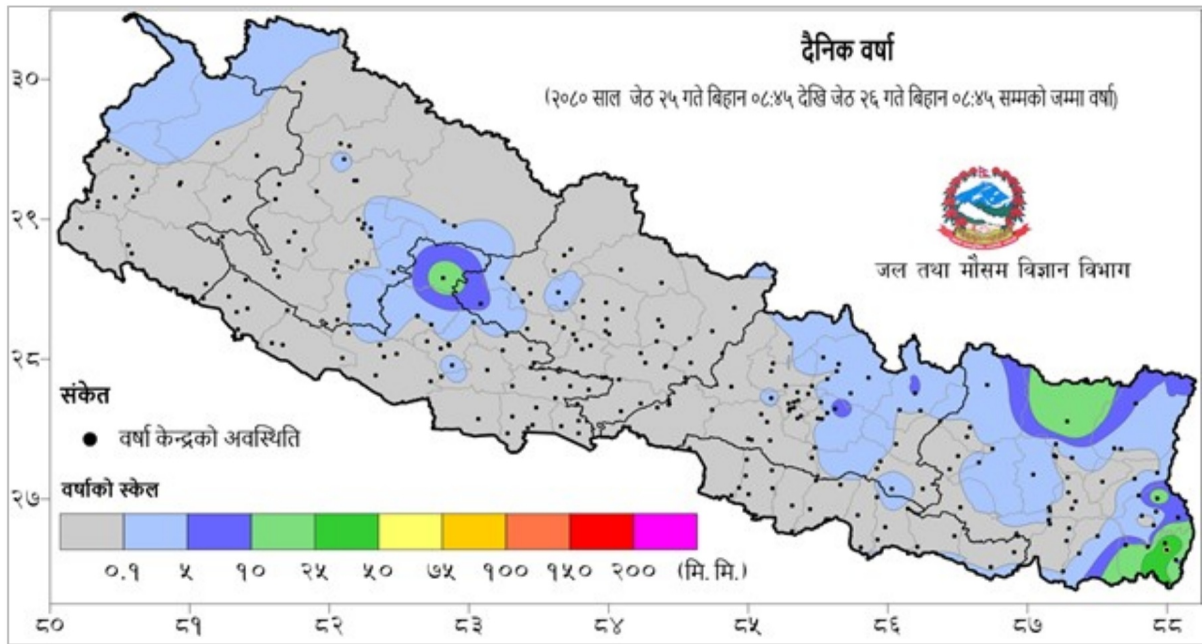 दैनिक वर्षा
(२०८० साल जेठ २५ गते बिहान ०८:४५ देखि जेठ २६ गते बिहान ०८:४५ सम्मको जम्मा वर्षा)
जल तथा मौसम विज्ञान विभाग
३०
२९
२८
२७
संकेत
वर्षा केन्द्रको अवस्थिति
वर्षाको स्केल
०.१ ५ १० २५ ५० ७५ १०० १५० २०० (मि.मि.)
८० ८१ ८२ ८३ ८४ ८५ ८६ ८७ ८८